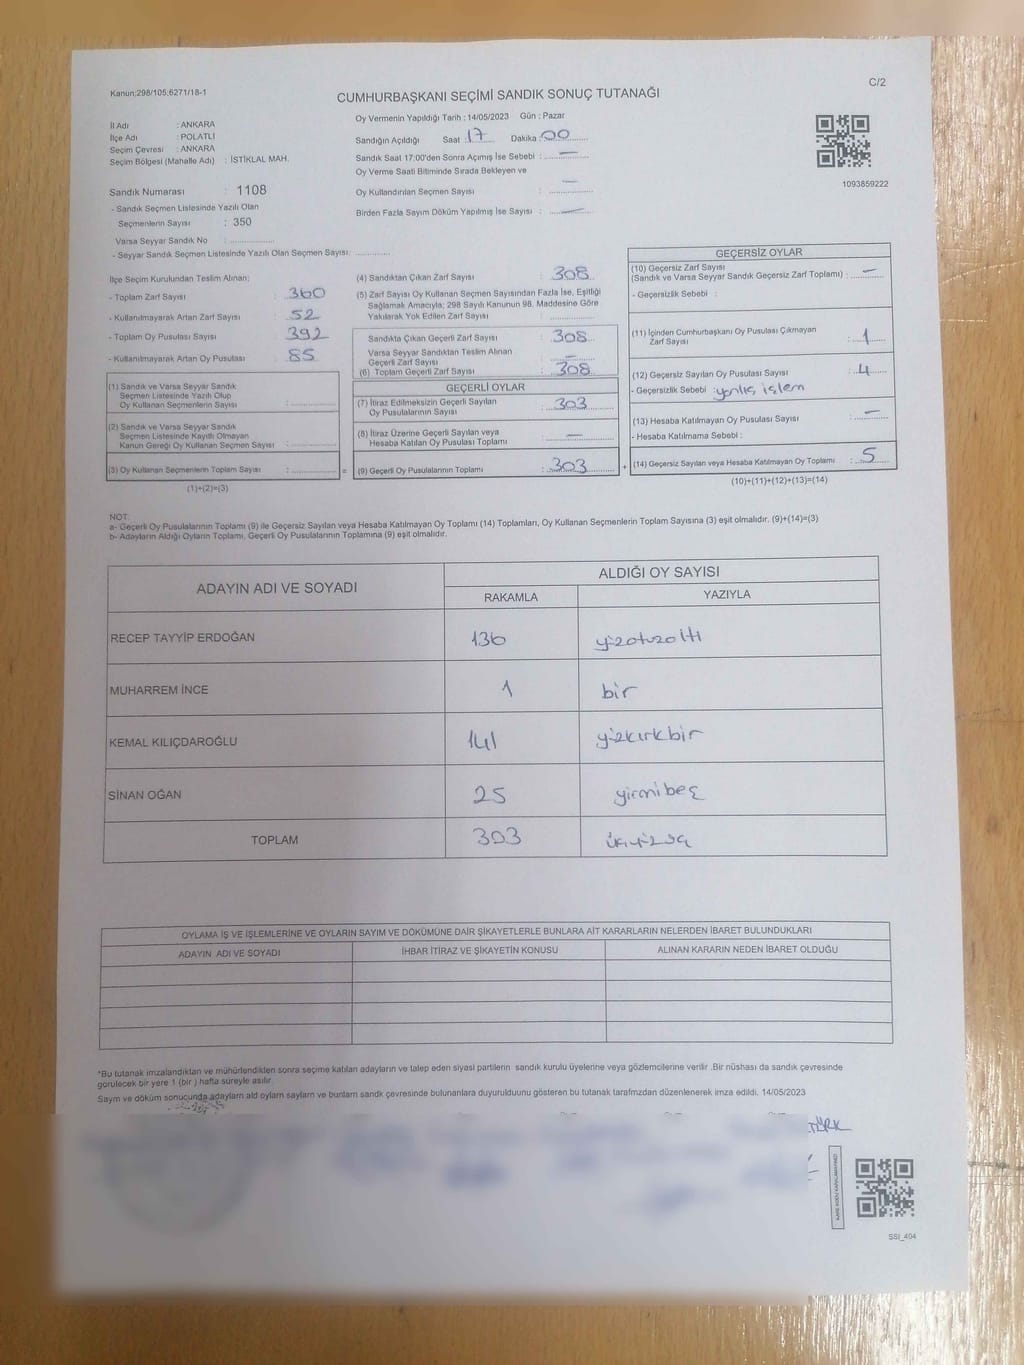 Kanun:298/105;6271/18-1
C/2
CUMHURBAŞKANI SEÇİMİ SANDIK SONUÇ TUTANAĞI
İl Adı : ANKARA
İlçe Adı : POLATLI
Seçim Çevresi : ANKARA
Seçim Bölgesi (Mahalle Adı) : İSTİKLAL MAH.
Sandık Numarası : 1108
- Sandık Seçmen Listesinde Yazılı Olan
Seçmenlerin Sayısı : 350
Varsa Seyyar Sandık No : ..............
- Seyyar Sandık Seçmen Listesinde Yazılı Olan Seçmen Sayısı: ..............
Oy Vermenin Yapıldığı Tarih : 14/05/2023 Gün : Pazar
Sandığın Açıldığı Saat : 17 Dakika : 00
Sandık Saat 17:00'den Sonra Açımış İse Sebebi : —
Oy Verme Saati Bitiminde Sırada Bekleyen ve
Oy Kullandırılan Seçmen Sayısı : —
Birden Fazla Sayım Döküm Yapılmış İse Sayısı : —
1093859222
İlçe Seçim Kurulundan Teslim Alınan:
- Toplam Zarf Sayısı : 360
- Kullanılmayarak Artan Zarf Sayısı : 52
- Toplam Oy Pusulası Sayısı : 392
- Kullanılmayarak Artan Oy Pusulası : 85
(1) Sandık ve Varsa Seyyar Sandık
Seçmen Listesinde Yazılı Olup
Oy Kullanan Seçmenlerin Sayısı : ..............
(2) Sandık ve Varsa Seyyar Sandık
Seçmen Listesinde Kayıtlı Olmayan
Kanun Gereği Oy Kullanan Seçmen Sayısı : ..............
(3) Oy Kullanan Seçmenlerin Toplam Sayısı : .............. =
(1)+(2)=(3)
(4) Sandıktan Çıkan Zarf Sayısı : 308
(5) Zarf Sayısı Oy Kullanan Seçmen Sayısından Fazla İse, Eşitliği
Sağlamak Amacıyla; 298 Sayılı Kanunun 98. Maddesine Göre
Yakılarak Yok Edilen Zarf Sayısı : ..............
Sandıkta Çıkan Geçerli Zarf Sayısı : 308
Varsa Seyyar Sandıktan Teslim Alınan
Geçerli Zarf Sayısı : —
(6) Toplam Geçerli Zarf Sayısı : 308
GEÇERLİ OYLAR
(7) İtiraz Edilmeksizin Geçerli Sayılan
Oy Pusulalarının Sayısı : 303
(8) İtiraz Üzerine Geçerli Sayılan veya
Hesaba Katılan Oy Pusulası Toplamı : —
(9) Geçerli Oy Pusulalarının Toplamı : 303 +
GEÇERSİZ OYLAR
(10) Geçersiz Zarf Sayısı
(Sandık ve Varsa Seyyar Sandık Geçersiz Zarf Toplamı) : —
- Geçersizlik Sebebi :
(11) İçinden Cumhurbaşkanı Oy Pusulası Çıkmayan
Zarf Sayısı : 1
(12) Geçersiz Sayılan Oy Pusulası Sayısı : 4
- Geçersizlik Sebebi : yanlış işlem
(13) Hesaba Katılmayan Oy Pusulası Sayısı : —
- Hesaba Katılmama Sebebi :
(14) Geçersiz Sayılan veya Hesaba Katılmayan Oy Toplamı : 5
(10)+(11)+(12)+(13)=(14)
NOT:
a- Geçerli Oy Pusulalarının Toplamı (9) ile Geçersiz Sayılan veya Hesaba Katılmayan Oy Toplamı (14) Toplamları, Oy Kullanan Seçmenlerin Toplam Sayısına (3) eşit olmalıdır. (9)+(14)=(3)
b- Adayların Aldığı Oyların Toplamı, Geçerli Oy Pusulalarının Toplamına (9) eşit olmalıdır.
ADAYIN ADI VE SOYADI ALDIĞI OY SAYISI
RAKAMLA YAZIYLA
RECEP TAYYİP ERDOĞAN 136 yüzotuzaltı
MUHARREM İNCE 1 bir
KEMAL KILIÇDAROĞLU 141 yüzkırkbir
SİNAN OĞAN 25 yirmibeş
TOPLAM 303 üçyüzüç
OYLAMA İŞ VE İŞLEMLERİNE VE OYLARIN SAYIM VE DÖKÜMÜNE DAİR ŞİKAYETLERLE BUNLARA AİT KARARLARIN NELERDEN İBARET BULUNDUKLARI
ADAYIN ADI VE SOYADI İHBAR İTİRAZ VE ŞİKAYETİN KONUSU ALINAN KARARIN NEDEN İBARET OLDUĞU
*Bu tutanak imzalandıktan ve mühürlendikten sonra seçime katılan adayların ve talep eden siyasi partilerin sandık kurulu üyelerine veya gözlemcilerine verilir .Bir nüshası da sandık çevresinde
görülecek bir yere 1 (bir ) hafta süreyle asılır.
Sayım ve döküm sonucunda adayların ald oyların sayların ve bunların sandk çevresinde bulunanlara duyurulduunu gösteren bu tutanak tarafmzdan düzenlenerek imza edildi. 14/05/2023
SSI_404